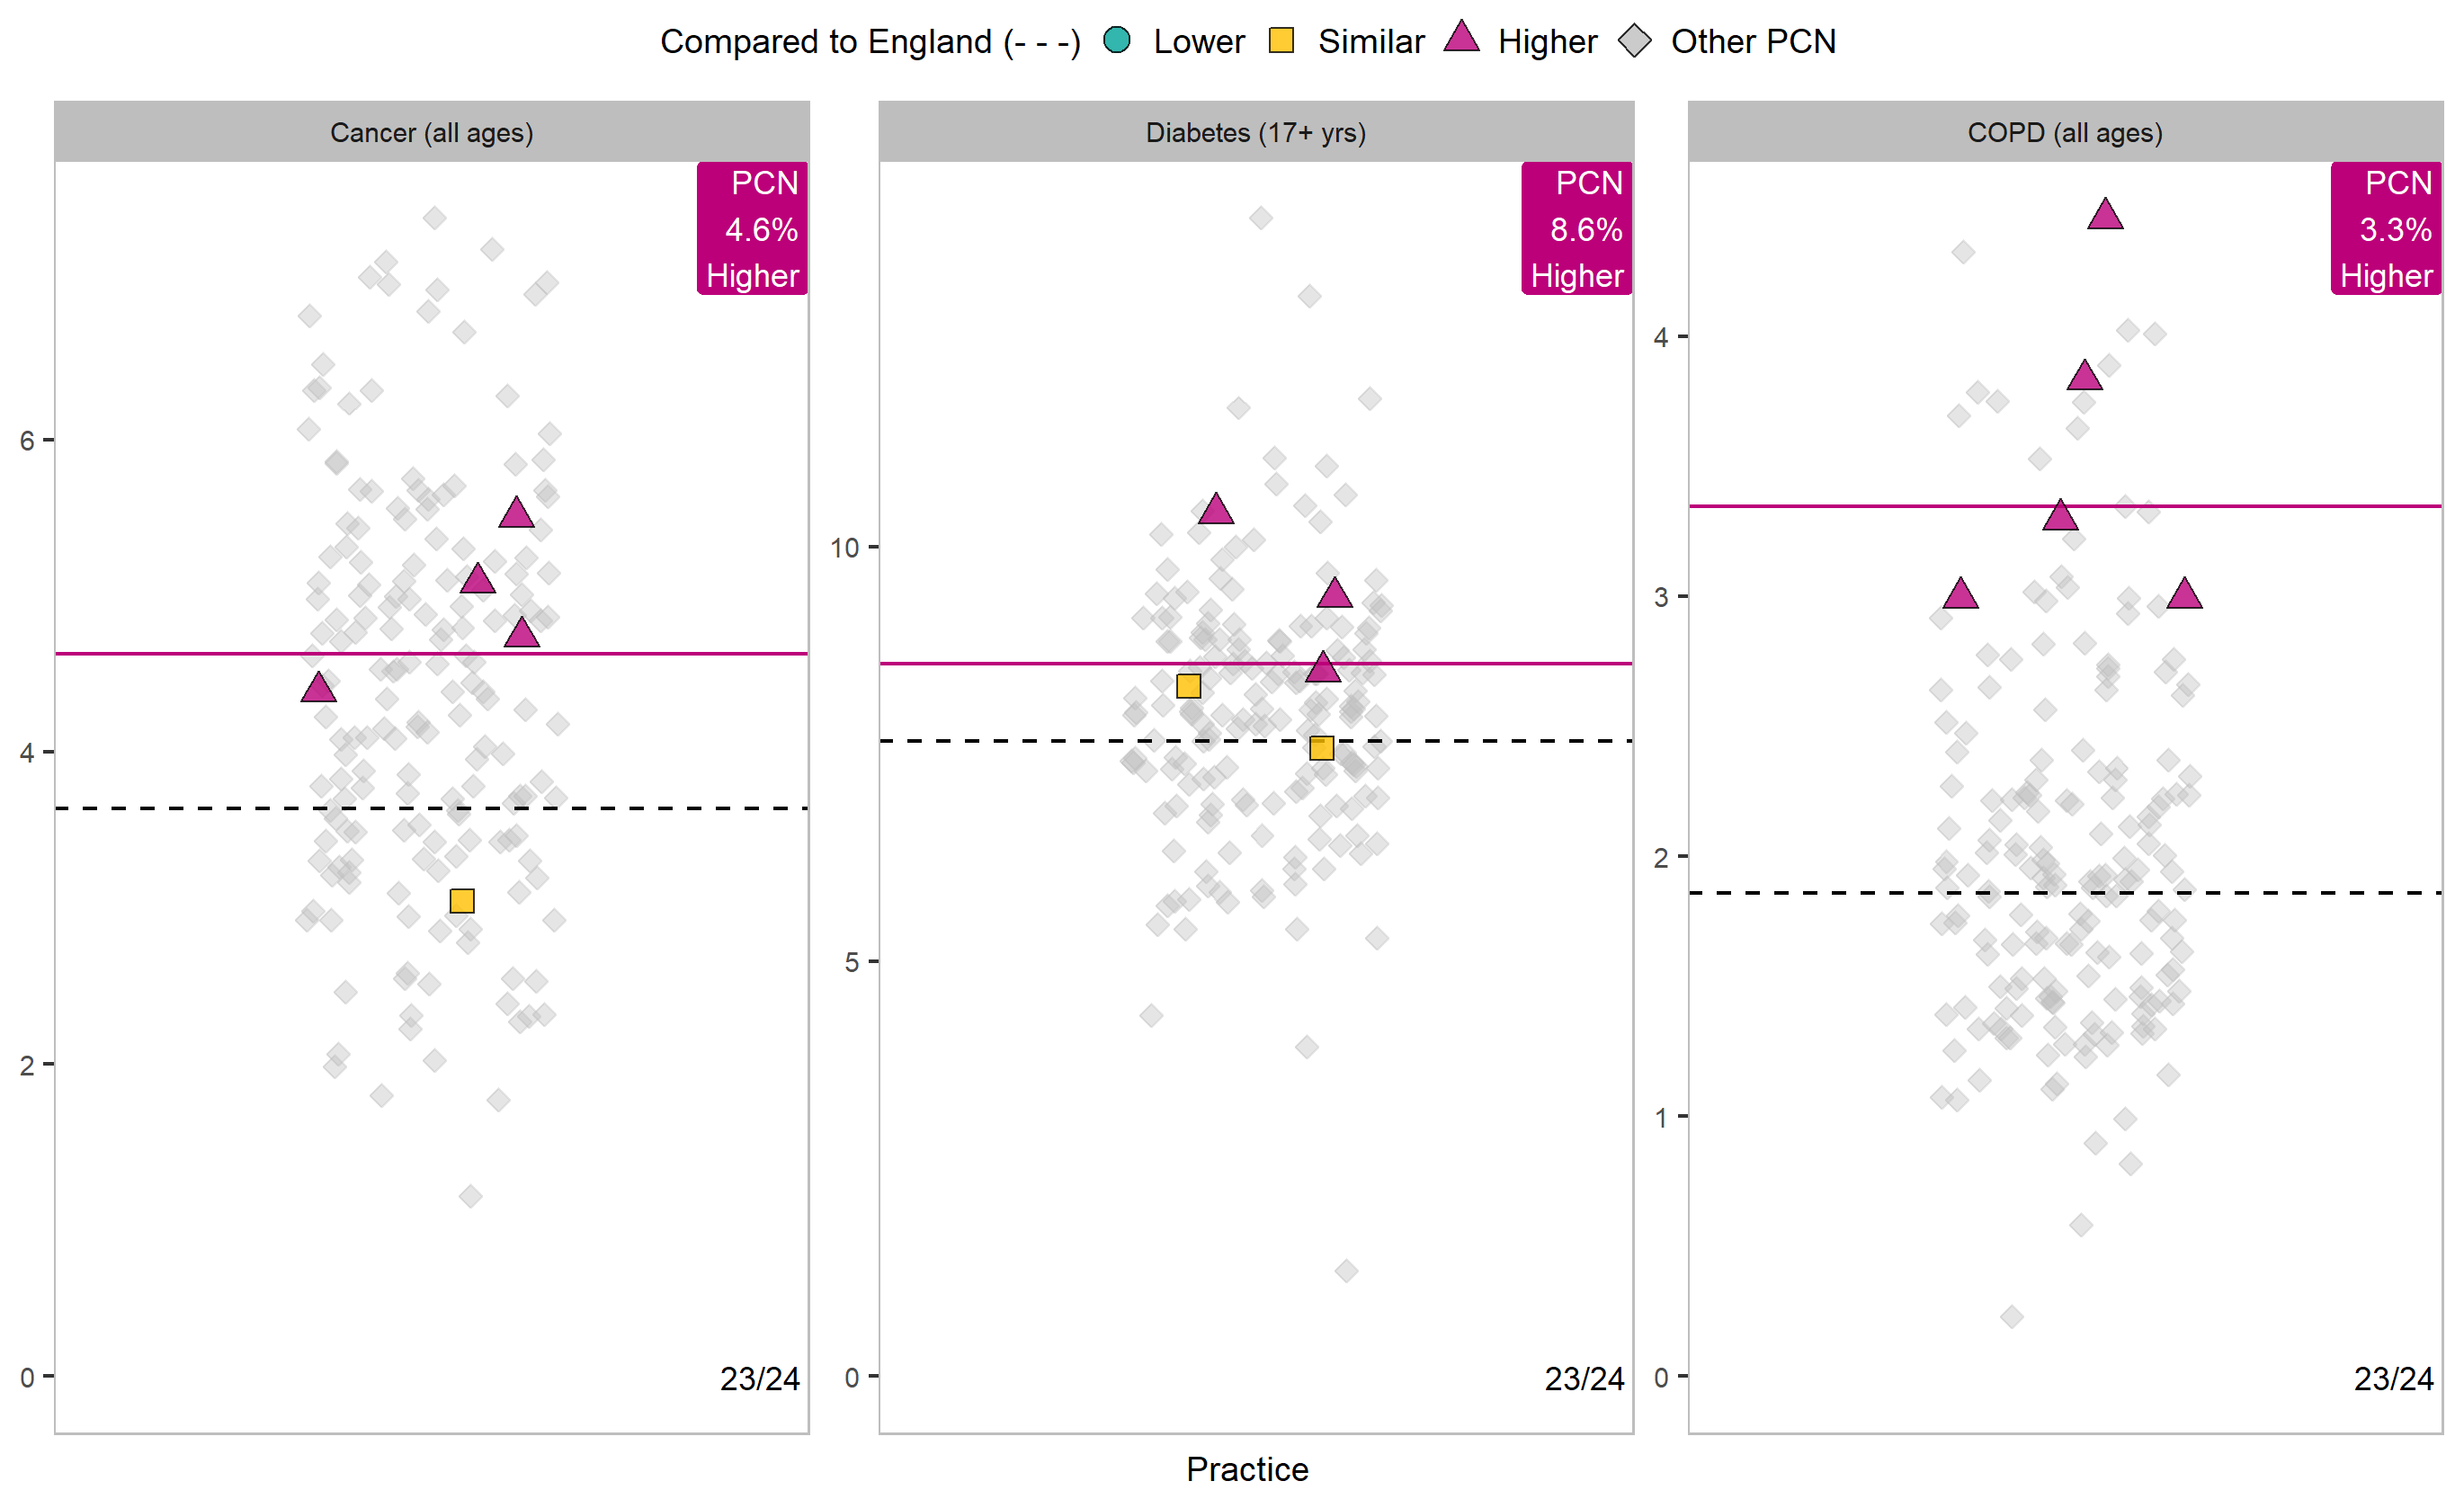 Compared to England (- - -) Lower Similar Higher Other PCN
Cancer (all ages)
PCN
4.6%
Higher
6
4
2
0
23/24
Diabetes (17+ yrs)
PCN
8.6%
Higher
10
5
0
23/24
COPD (all ages)
PCN
3.3%
Higher
4
3
2
1
0
23/24
Practice